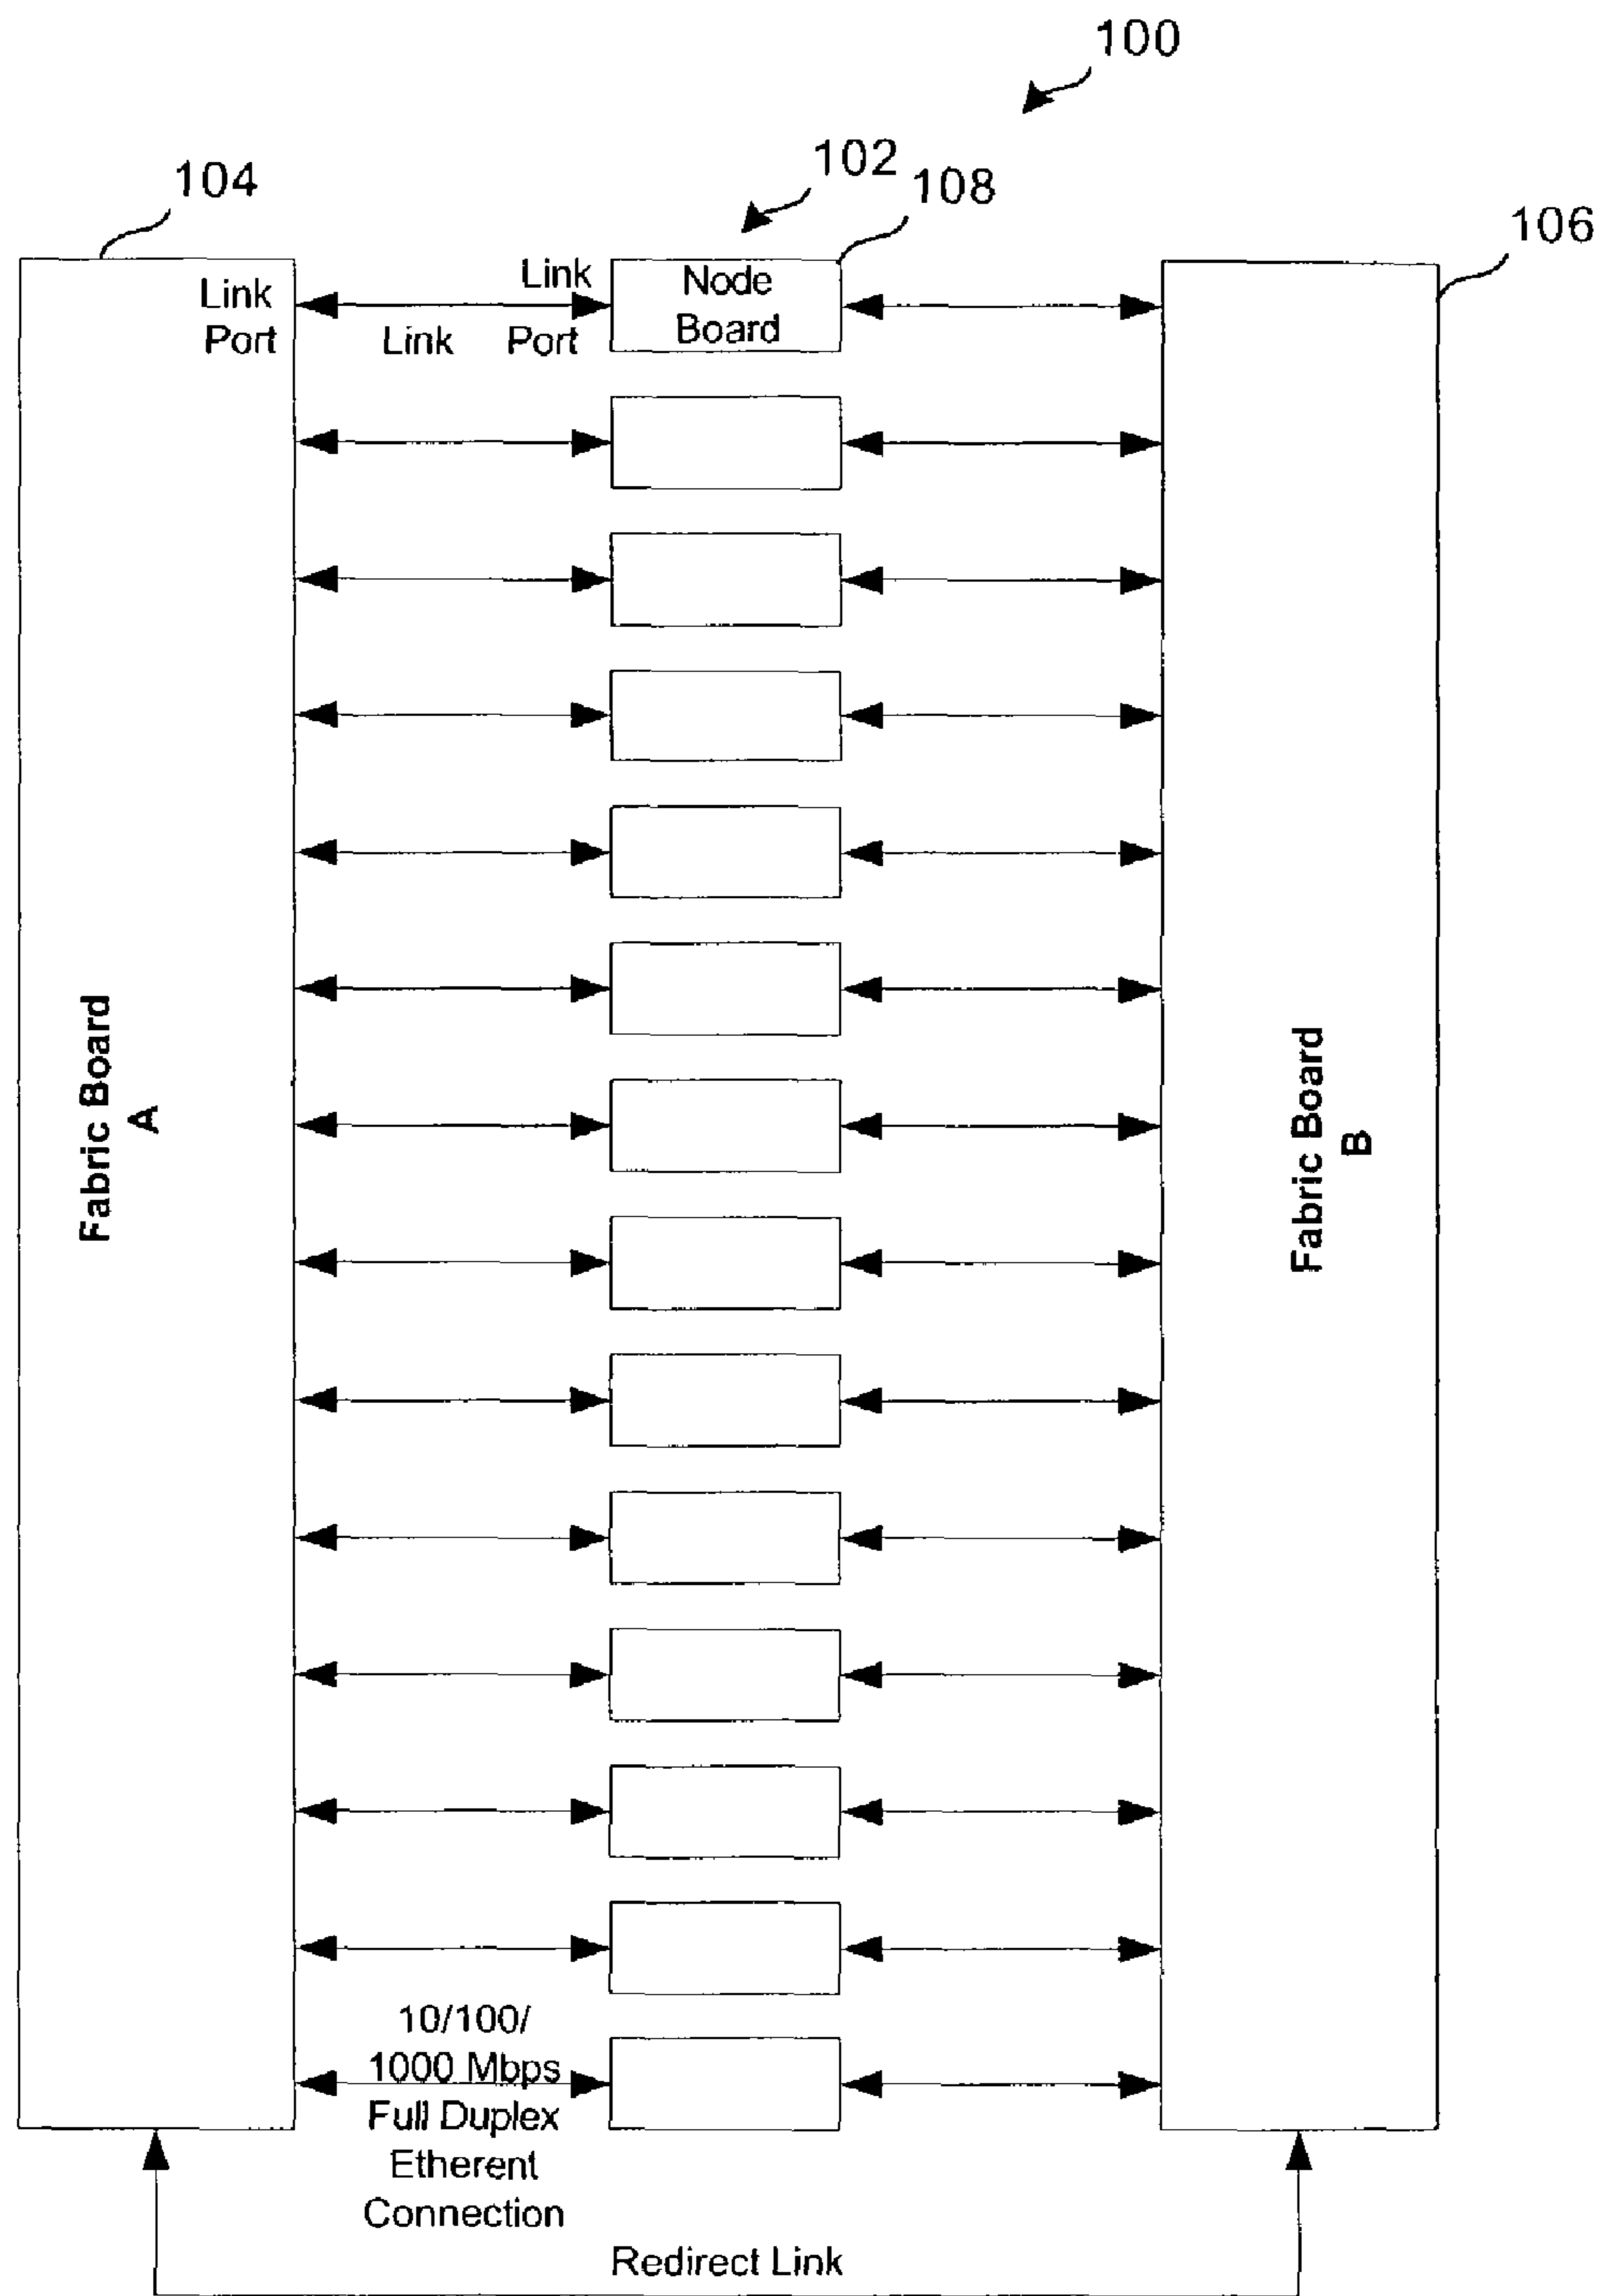 100
102
104
108
106
Link
Port
Link
Link
Port
Node
Board
Fabric Board
A
Fabric Board
B
10/100/
1000 Mbps
Full Duplex
Etherent
Connection
Redirect Link